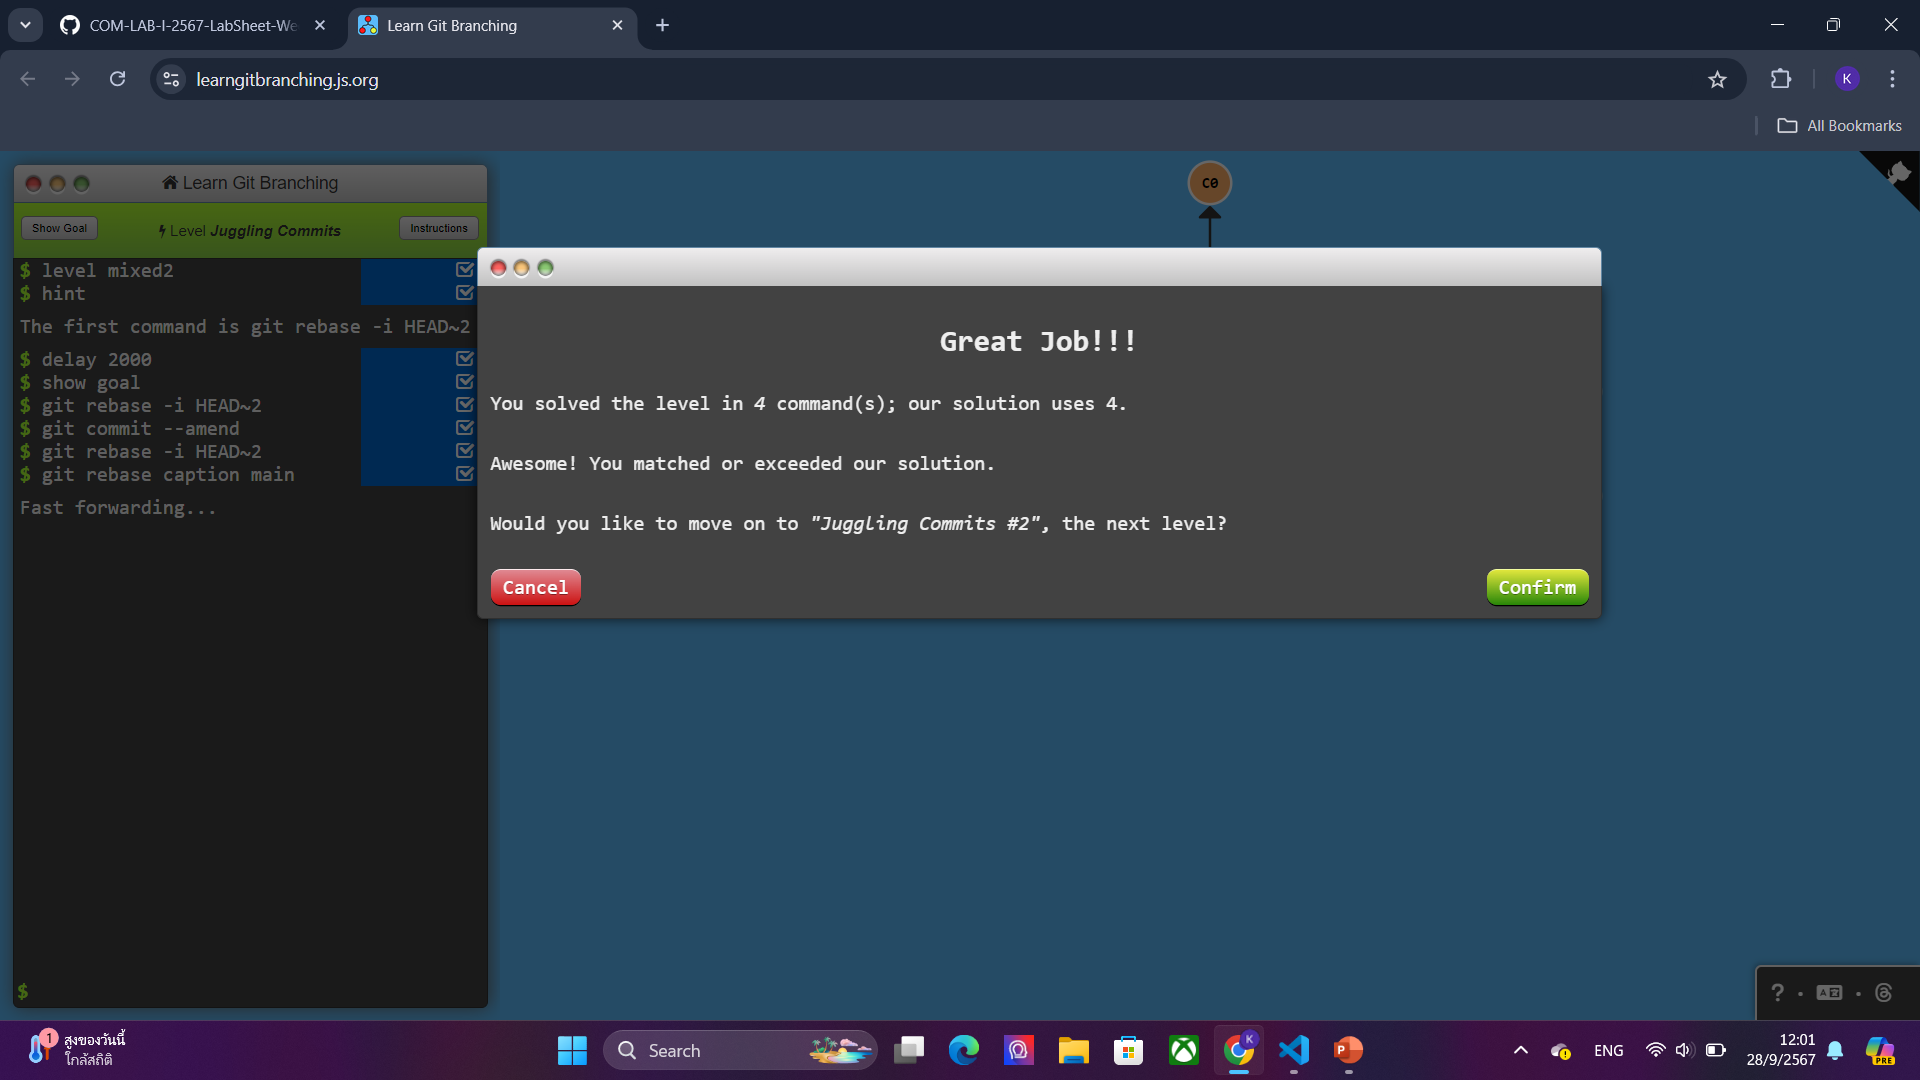 COM-LAB-I-2567-LabSheet-We
Learn Git Branching
learngitbranching.js.org
K
All Bookmarks
Learn Git Branching
Show Goal
Level Juggling Commits
Instructions
$ level mixed2
$ hint
The first command is git rebase -i HEAD~2
$ delay 2000
$ show goal
$ git rebase -i HEAD~2
$ git commit --amend
$ git rebase -i HEAD~2
$ git rebase caption main
Fast forwarding...
$
C0
Great Job!!!
You solved the level in 4 command(s); our solution uses 4.
Awesome! You matched or exceeded our solution.
Would you like to move on to "Juggling Commits #2", the next level?
Cancel
Confirm
?
1
สูงของวันนี้
ใกล้สถิติ
Search
K
P
ENG
12:01
28/9/2567
PRE